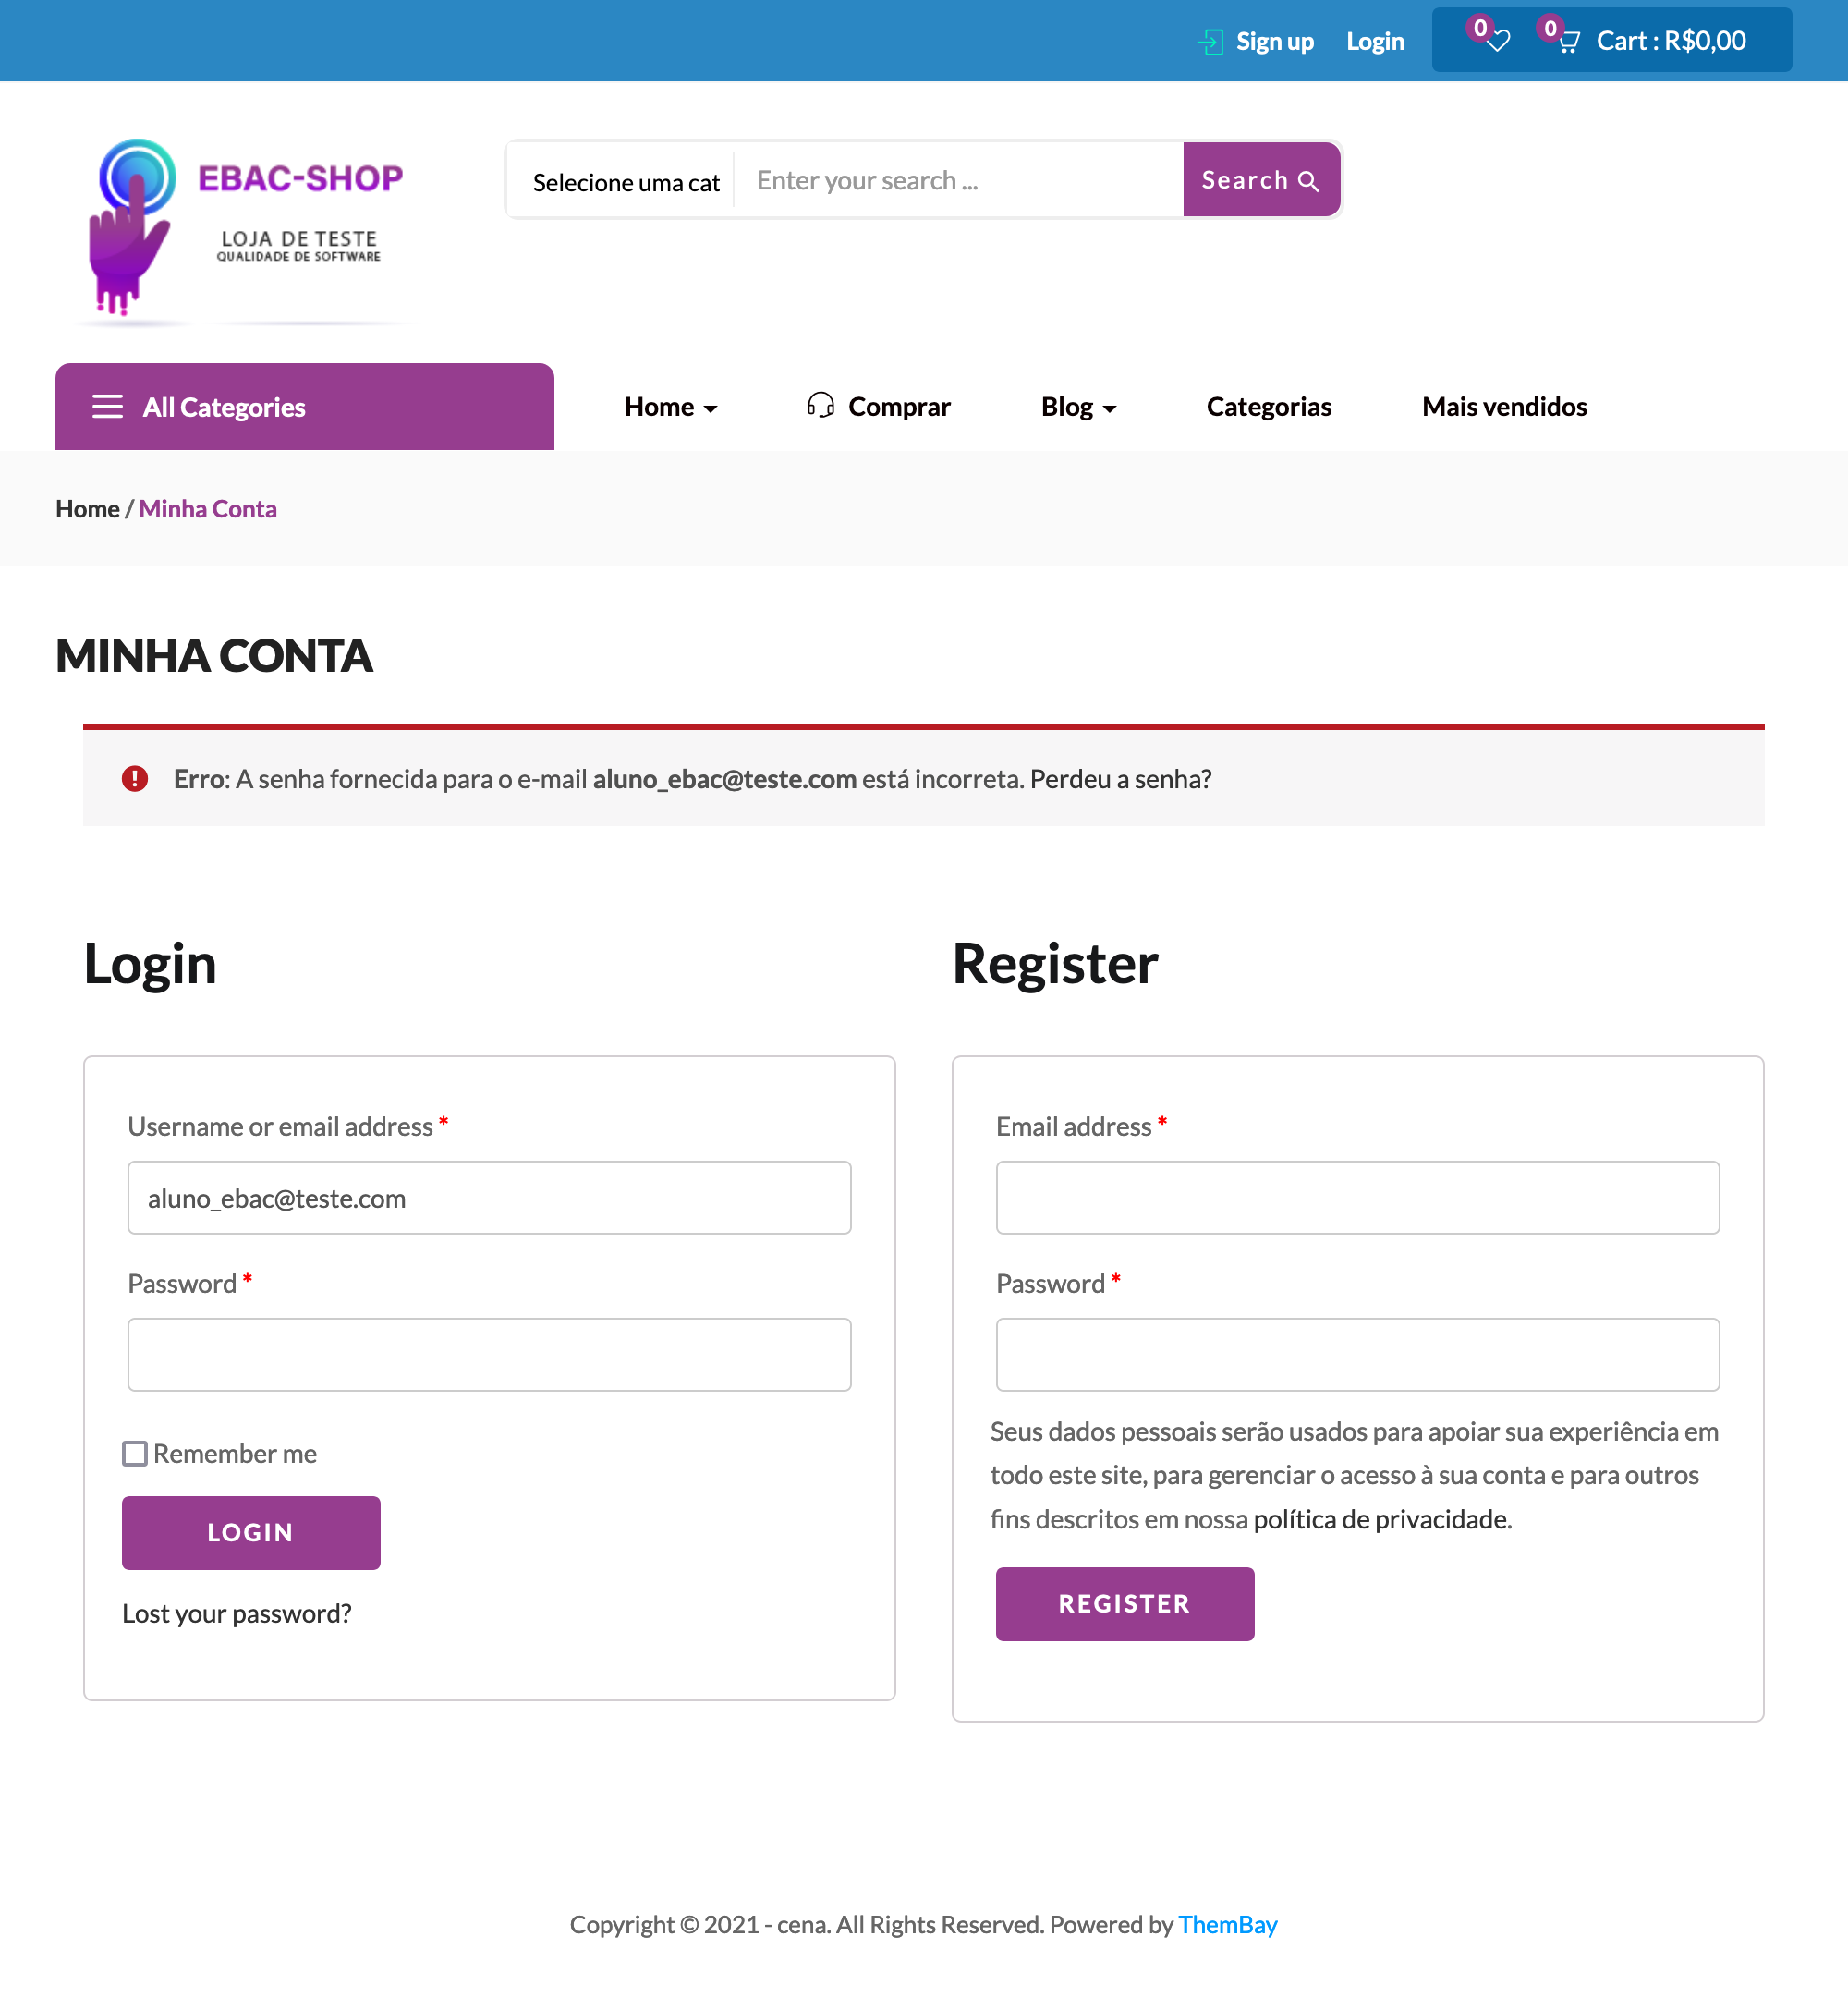 Sign up Login 0 0 Cart : R$0,00
EBAC-SHOP
LOJA DE TESTE
QUALIDADE DE SOFTWARE
Selecione uma cat Enter your search ... Search
All Categories Home Comprar Blog Categorias Mais vendidos
Home / Minha Conta
MINHA CONTA
Erro: A senha fornecida para o e-mail aluno_ebac@teste.com está incorreta. Perdeu a senha?
Login
Username or email address *
aluno_ebac@teste.com
Password *
Remember me
LOGIN
Lost your password?
Register
Email address *
Password *
Seus dados pessoais serão usados para apoiar sua experiência em
todo este site, para gerenciar o acesso à sua conta e para outros
fins descritos em nossa política de privacidade.
REGISTER
Copyright © 2021 - cena. All Rights Reserved. Powered by ThemBay